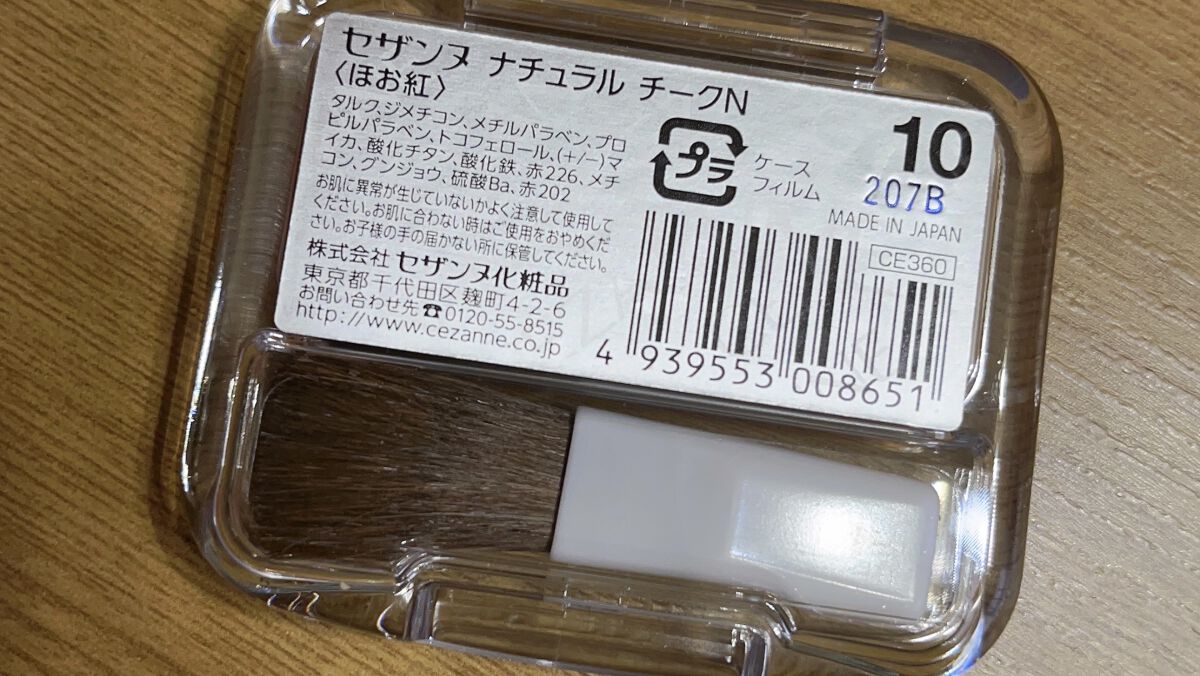 セザンヌ ナチュラル チークN
〈ほお紅〉
タルク、ジメチコン、メチルパラベン、プロ
ピルパラベン、トコフェロール、(+/−)マ
イカ、酸化チタン、酸化鉄、赤226、メチ
コン、グンジョウ、硫酸Ba、赤202
お肌に異常が生じていないかよく注意して使用して
ください。お肌に合わない時はご使用をおやめくだ
さい。お子様の手の届かない所に保管してください。
株式会社 セザンヌ化粧品
東京都千代田区麹町4-2-6
お問い合わせ先☎0120-55-8515
http://www.cezanne.co.jp
プラ
ケース
フィルム
10
207B
MADE IN JAPAN
CE360
4 939553 008651